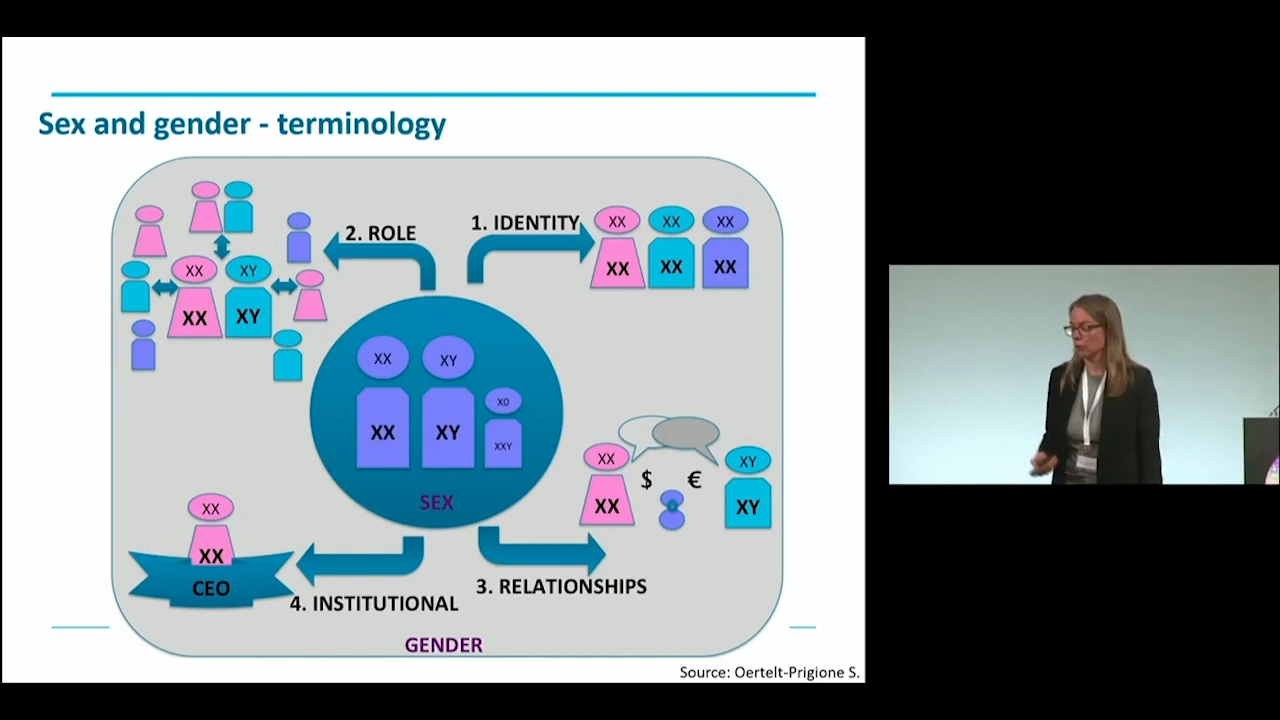 Sex and gender - terminology
2. ROLE
1. IDENTITY
XX XX XX
XX XX XX
XX XY
XX XY
XX XY X0
XX XY XXY
SEX
XX XY
$ €
XX XY
XX
XX
CEO
3. RELATIONSHIPS
4. INSTITUTIONAL
GENDER
Source: Oertelt-Prigione S.